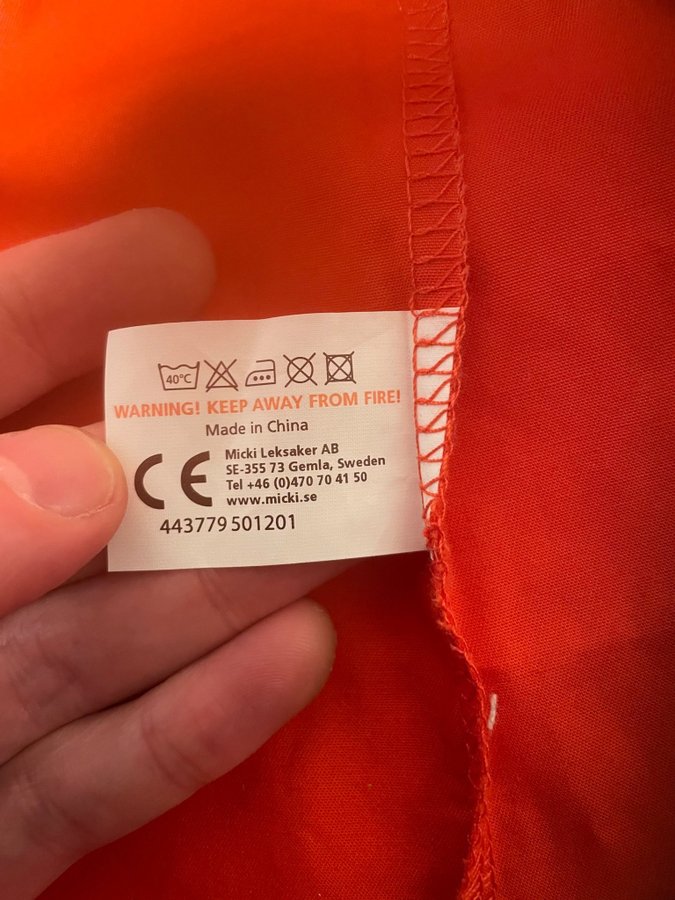 40°C
WARNING! KEEP AWAY FROM FIRE!
Made in China
CE
Micki Leksaker AB
SE-355 73 Gemla, Sweden
Tel +46 (0)470 70 41 50
www.micki.se
443779 501201